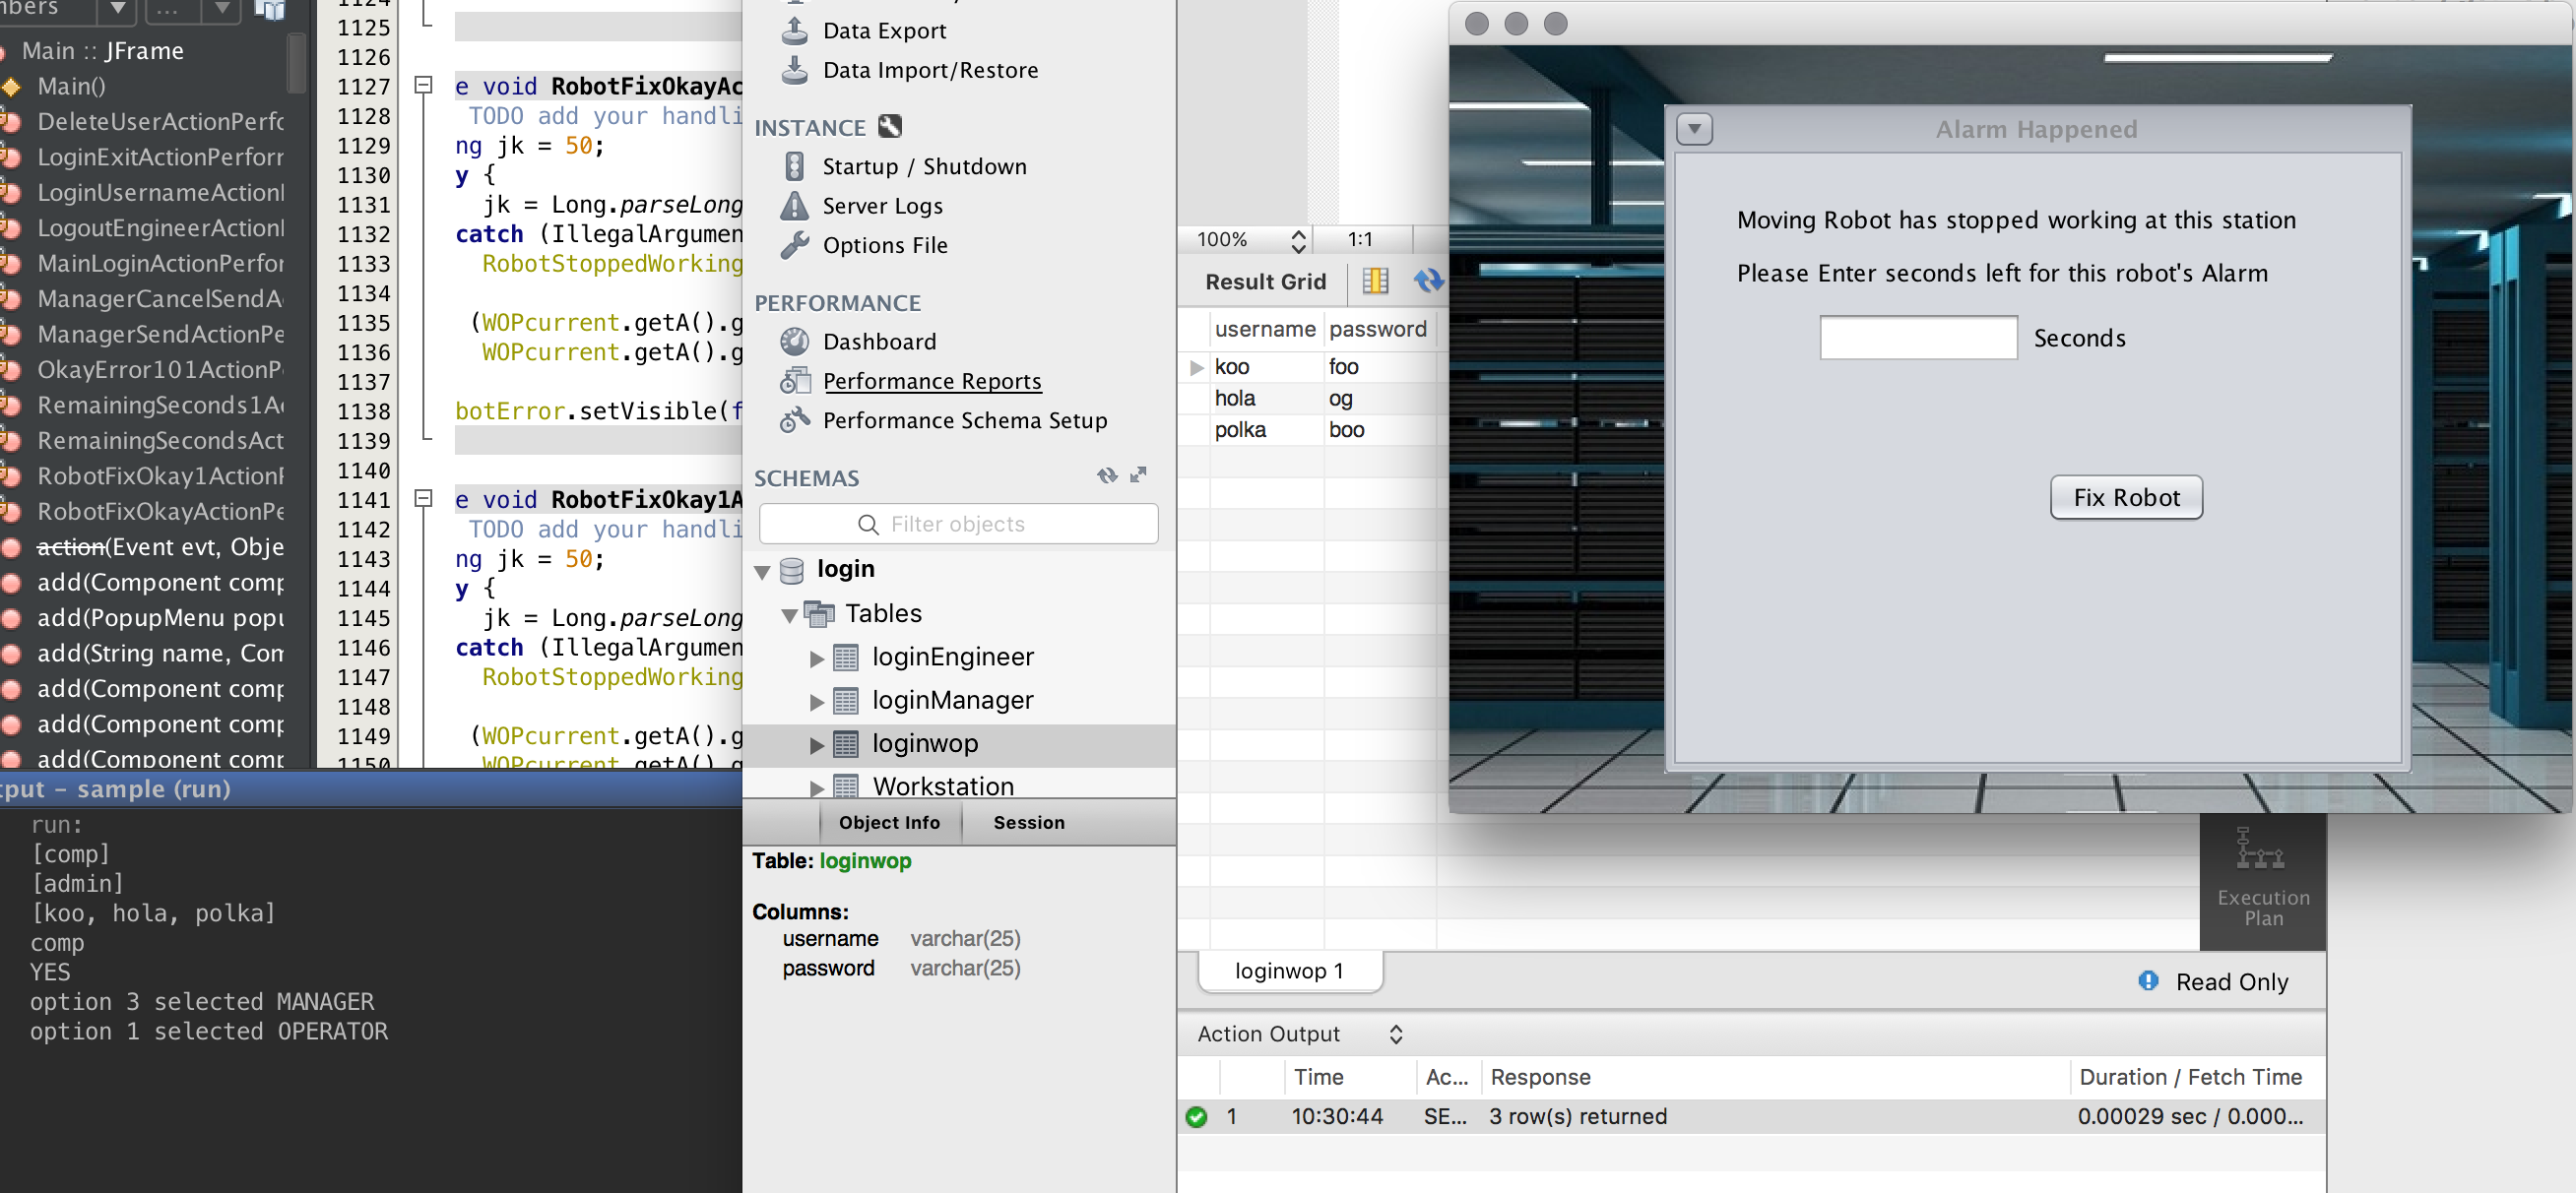 mbers
...
Main :: JFrame
Main()
DeleteUserActionPerfc
LoginExitActionPerforr
LoginUsernameActionI
LogoutEngineerActionI
MainLoginActionPerfor
ManagerCancelSendA
ManagerSendActionPe
OkayError101ActionP
RemainingSeconds1A
RemainingSecondsAct
RobotFixOkay1ActionF
RobotFixOkayActionPe
action(Event evt, Obje
add(Component comp
add(PopupMenu popu
add(String name, Com
add(Component comp
add(Component comp
add(Component comp
1124
1125
1126
1127 e void RobotFixOkayAc
1128 TODO add your handli
1129 ng jk = 50;
1130 y {
1131 jk = Long.parseLong
1132 catch (IllegalArgumen
1133 RobotStoppedWorking
1134
1135 (WOPcurrent.getA().g
1136 WOPcurrent.getA().g
1137
1138 botError.setVisible(f
1139
1140
1141 e void RobotFixOkay1A
1142 TODO add your handli
1143 ng jk = 50;
1144 y {
1145 jk = Long.parseLong
1146 catch (IllegalArgumen
1147 RobotStoppedWorking
1148
1149 (WOPcurrent.getA().g
1150 WOPcurrent.getA().g
tput - sample (run)
run:
[comp]
[admin]
[koo, hola, polka]
comp
YES
option 3 selected MANAGER
option 1 selected OPERATOR
Data Export
Data Import/Restore
INSTANCE
Startup / Shutdown
Server Logs
Options File
PERFORMANCE
Dashboard
Performance Reports
Performance Schema Setup
SCHEMAS
Filter objects
login
Tables
loginEngineer
loginManager
loginwop
Workstation
Object Info Session
Table: loginwop
Columns:
username varchar(25)
password varchar(25)
100% 1:1
Result Grid
username password
koo foo
hola og
polka boo
Execution
Plan
loginwop 1
Read Only
Action Output
Time Ac... Response Duration / Fetch Time
1 10:30:44 SE... 3 row(s) returned 0.00029 sec / 0.000...
Alarm Happened
Moving Robot has stopped working at this station
Please Enter seconds left for this robot's Alarm
Seconds
Fix Robot